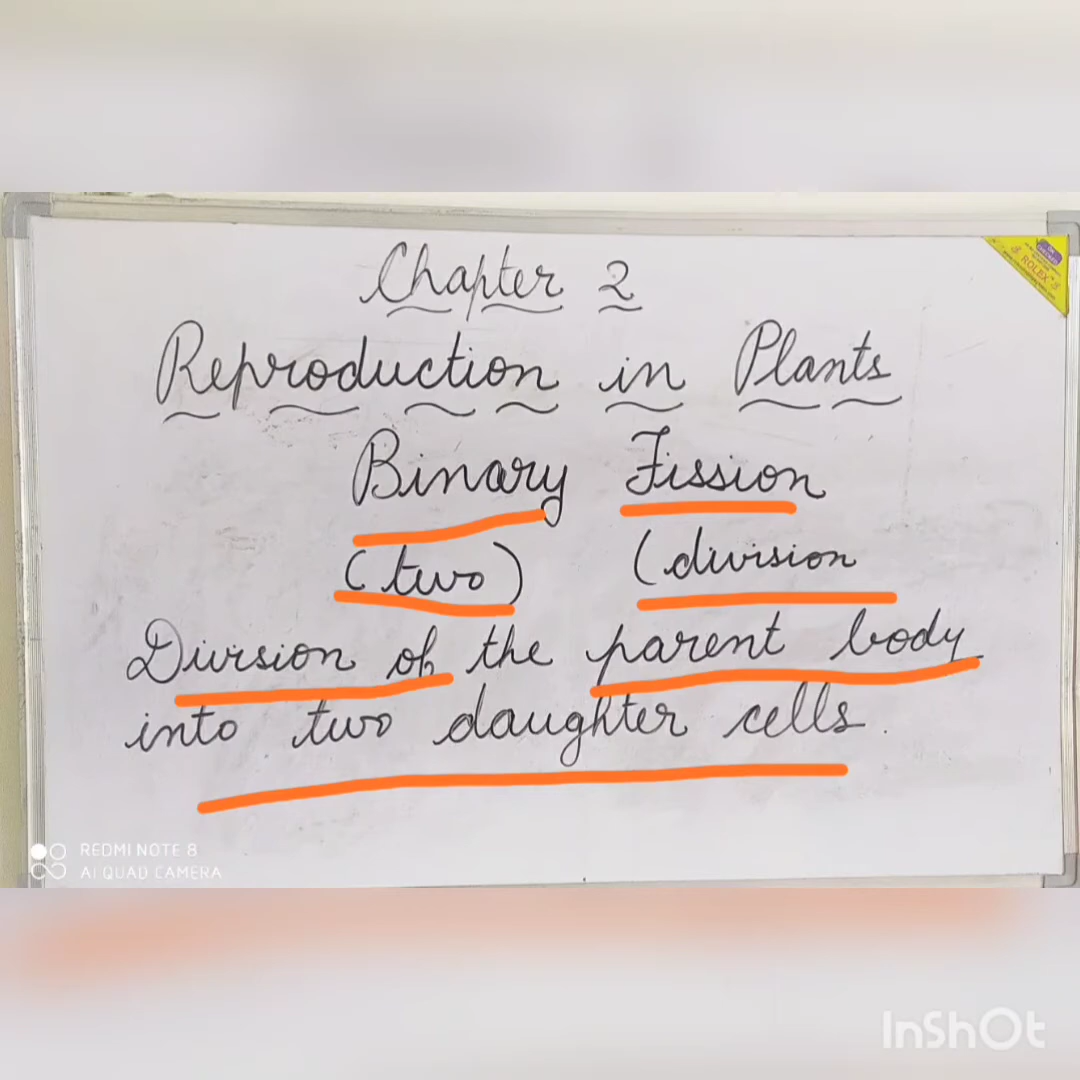 Chapter 2
Reproduction in Plants
Binary Fission
(two) (division
Division of the parent body
into two daughter cells.
ROLEX
REDMI NOTE 8
AI QUAD CAMERA
InShOt